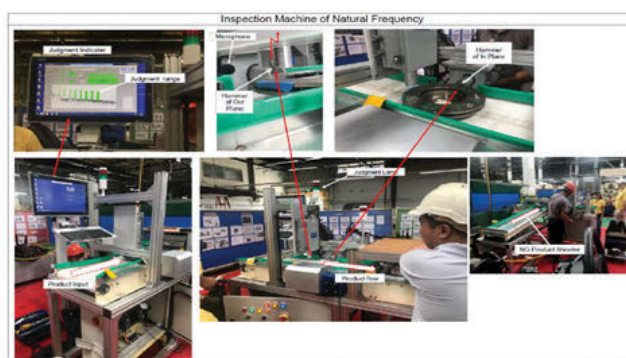 Inspection Machine of Natural Frequency
Judgment Indicator
Judgment range
Microphone
Hammer
of Out
Plane
Hammer
of In Plane
Judgment Lamp
Product Input
Product Flow
NG Product Shooter